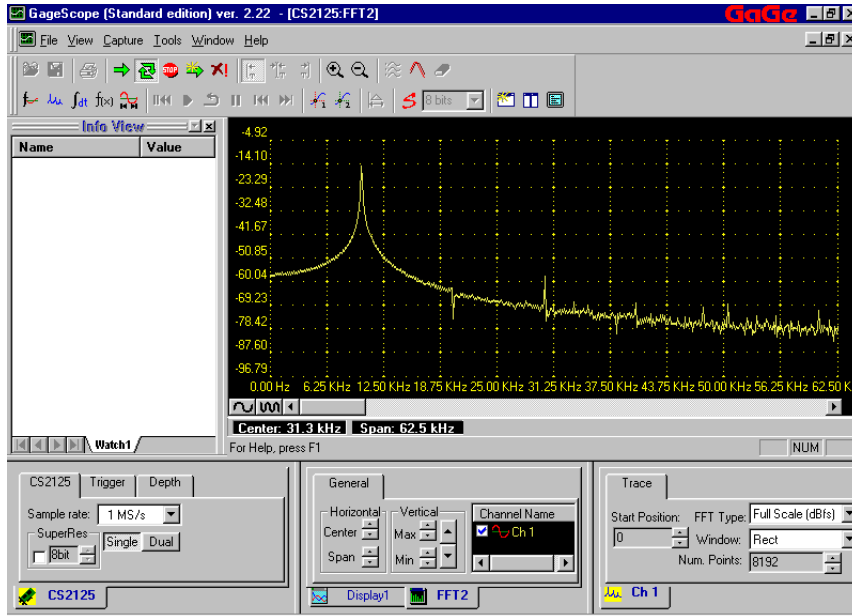 GageScope (Standard edition) ver. 2.22 - [CS2125:FFT2]
GaGe
File View Capture Tools Window Help
STOP
∫dt f(x)
8 bits
Info View
Name Value
-4.92
-14.10
-23.29
-32.48
-41.67
-50.85
-60.04
-69.23
-78.42
-87.60
-96.79
0.00 Hz 6.25 KHz 12.50 KHz 18.75 KHz 25.00 KHz 31.25 KHz 37.50 KHz 43.75 KHz 50.00 KHz 56.25 KHz 62.50 K
Center: 31.3 kHz Span: 62.5 kHz
Watch1
For Help, press F1
NUM
CS2125 Trigger Depth
Sample rate: 1 MS/s
SuperRes
8bit
Single Dual
CS2125
General
Horizontal Vertical
Center Max
Span Min
Channel Name
Ch 1
Display1 FFT2
Trace
Start Position: FFT Type: Full Scale (dBfs)
0 Window: Rect
Num. Points: 8192
Ch 1